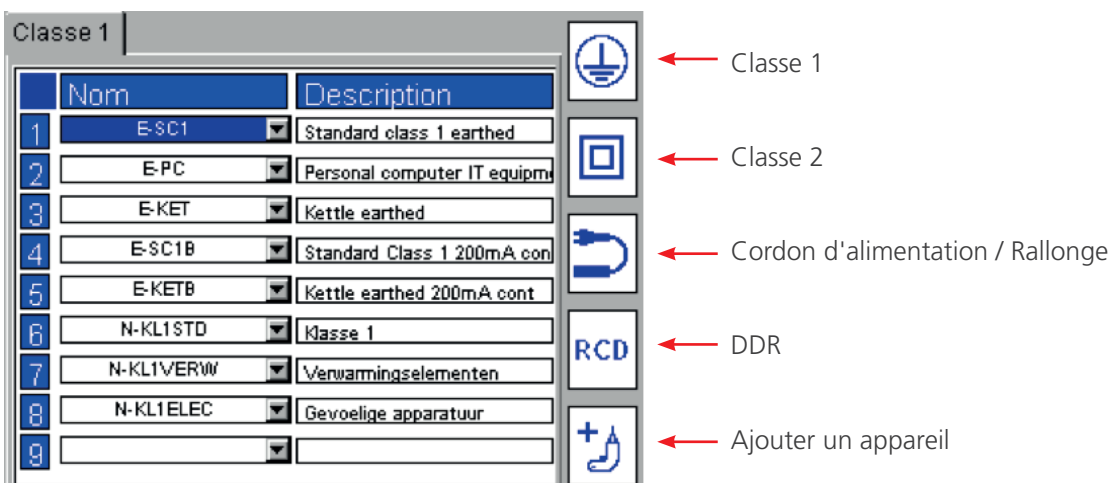 Classe 1
Nom Description
1 E-SC1 Standard class 1 earthed
2 E-PC Personal computer IT equipm
3 E-KET Kettle earthed
4 E-SC1B Standard Class 1 200mA con
5 E-KETB Kettle earthed 200mA cont
6 N-KL1STD Klasse 1
7 N-KL1VERW Verwarmingselementen
8 N-KL1ELEC Gevoelige apparatuur
9
RCD
Classe 1
Classe 2
Cordon d'alimentation / Rallonge
DDR
Ajouter un appareil